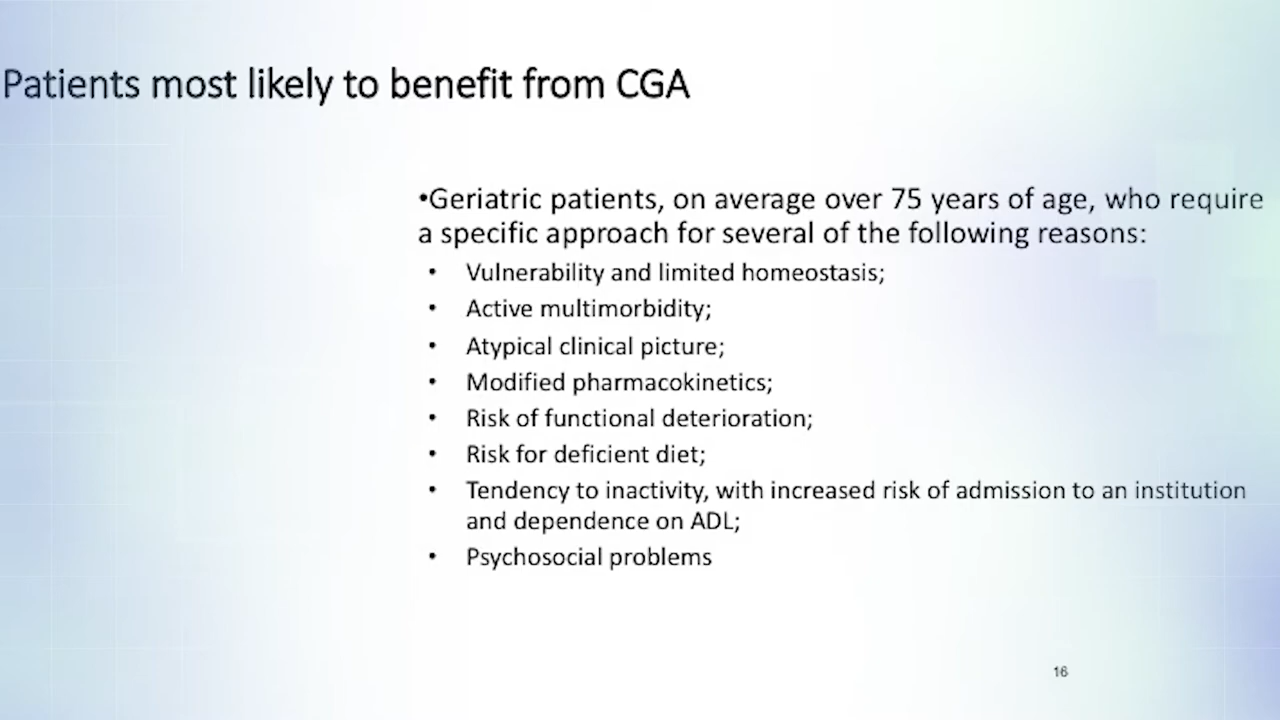 Patients most likely to benefit from CGA
•Geriatric patients, on average over 75 years of age, who require
a specific approach for several of the following reasons:
• Vulnerability and limited homeostasis;
• Active multimorbidity;
• Atypical clinical picture;
• Modified pharmacokinetics;
• Risk of functional deterioration;
• Risk for deficient diet;
• Tendency to inactivity, with increased risk of admission to an institution
and dependence on ADL;
• Psychosocial problems
16